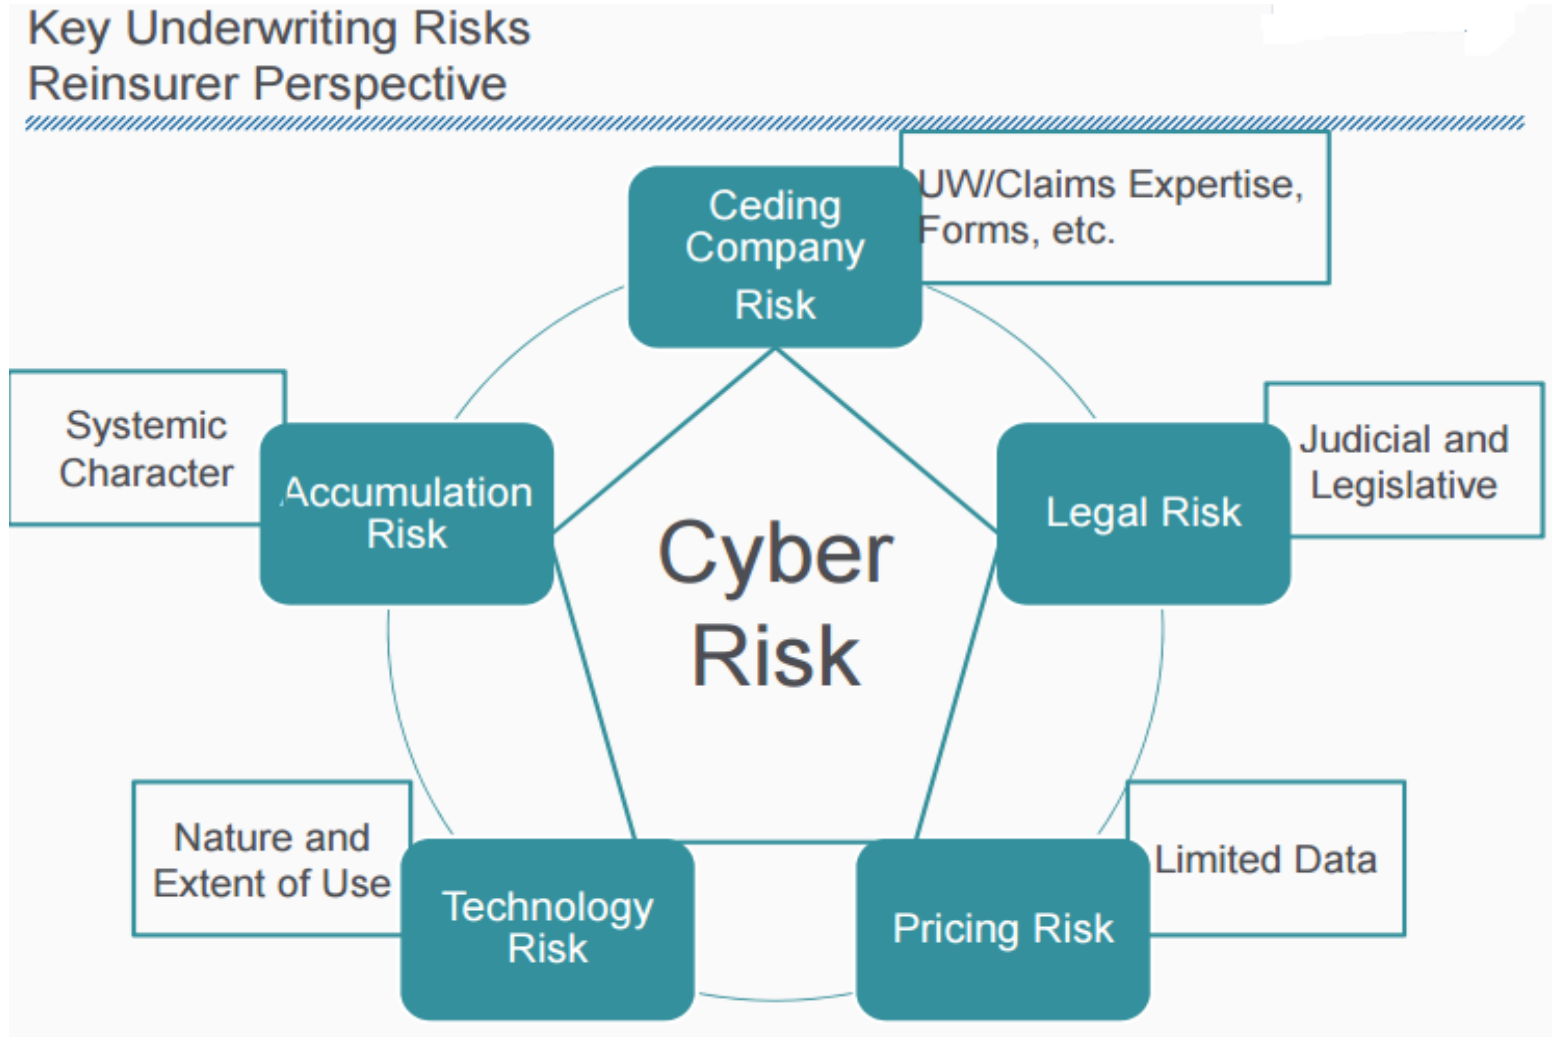 Key Underwriting Risks
Reinsurer Perspective
Ceding
Company
Risk
UW/Claims Expertise,
Forms, etc.
Systemic
Character
Accumulation
Risk
Judicial and
Legislative
Legal Risk
Cyber
Risk
Nature and
Extent of Use
Technology
Risk
Limited Data
Pricing Risk